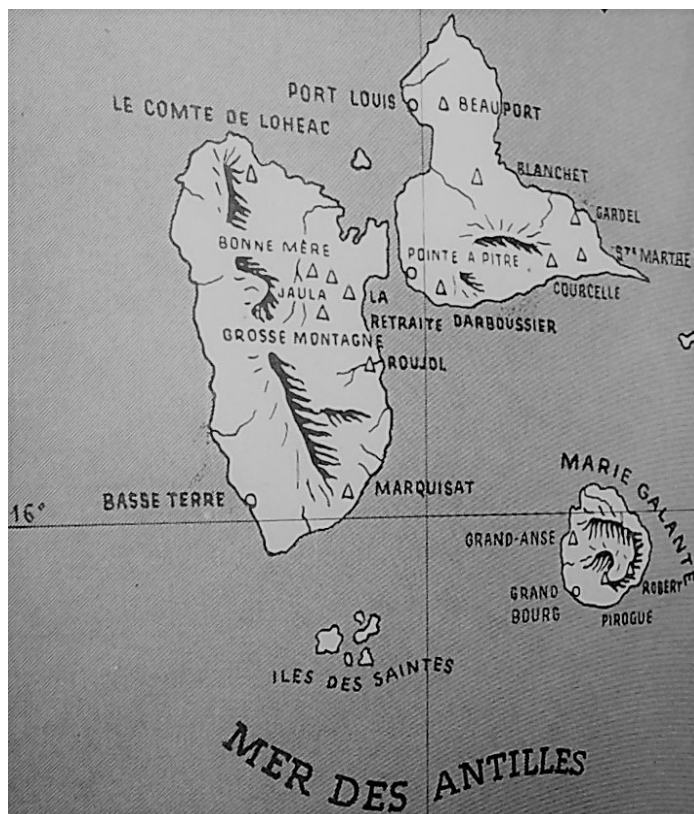 PORT LOUIS
BEAUPORT
LE COMTE DE LOHEAC
BLANCHET
GARDEL
BONNE MÈRE
POINTE A PITRE
STE MARTHE
JAULA
LA
RETRAITE
COURCELLE
GROSSE MONTAGNE
DARBOUSSIER
ROUJOL
MARIE GALANTE
BASSE TERRE
MARQUISAT
16°
GRAND-ANSE
GRAND
BOURG
ROBERT
PIROGUE
ILES DES SAINTES
MER DES ANTILLES